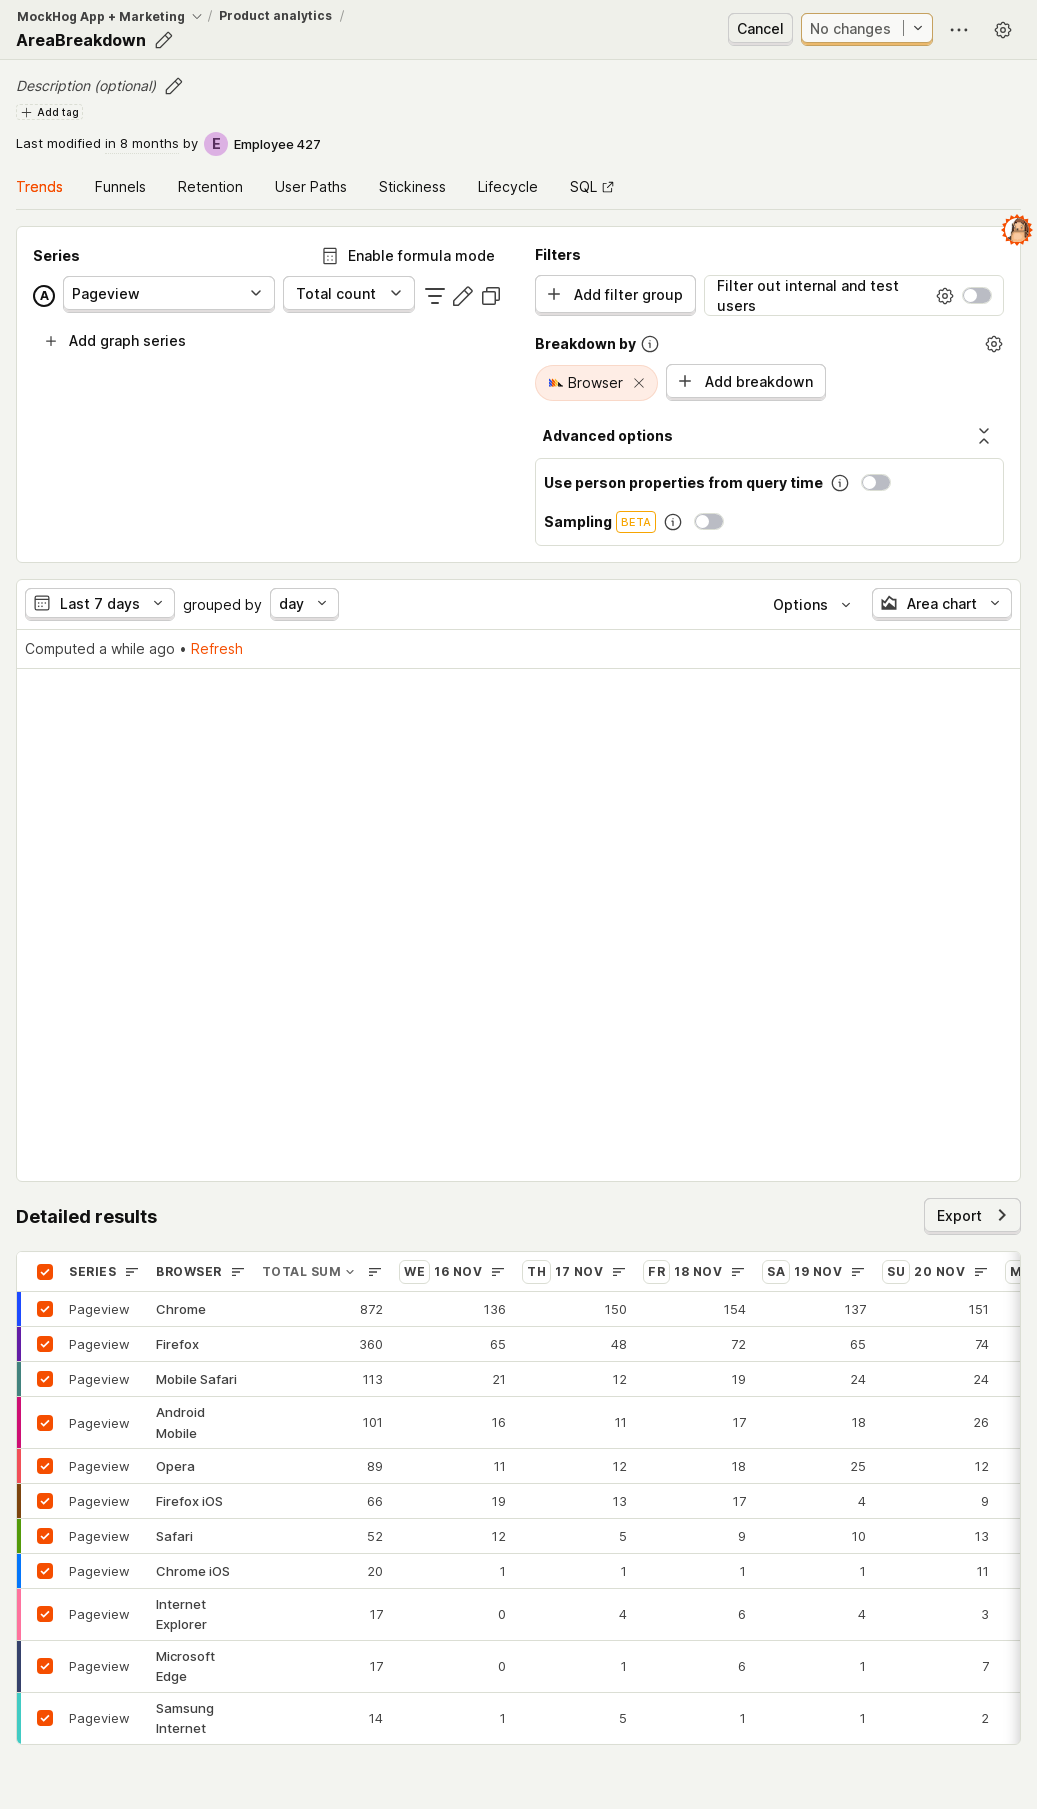 MockHog App + Marketing / Product analytics /
AreaBreakdown
Cancel
No changes
Description (optional)
Add tag
Last modified in 8 months by E Employee 427
Trends Funnels Retention User Paths Stickiness Lifecycle SQL
Series
Enable formula mode
A Pageview Total count
Add graph series
Filters
Add filter group
Filter out internal and test
users
Breakdown by
Browser
Add breakdown
Advanced options
Use person properties from query time
Sampling BETA
Last 7 days grouped by day
Options
Area chart
Computed a while ago • Refresh
Detailed results
Export
SERIES BROWSER TOTAL SUM WE 16 NOV TH 17 NOV FR 18 NOV SA 19 NOV SU 20 NOV M
Pageview Chrome 872 136 150 154 137 151
Pageview Firefox 360 65 48 72 65 74
Pageview Mobile Safari 113 21 12 19 24 24
Pageview Android
Mobile 101 16 11 17 18 26
Pageview Opera 89 11 12 18 25 12
Pageview Firefox iOS 66 19 13 17 4 9
Pageview Safari 52 12 5 9 10 13
Pageview Chrome iOS 20 1 1 1 1 11
Pageview Internet
Explorer 17 0 4 6 4 3
Pageview Microsoft
Edge 17 0 1 6 1 7
Pageview Samsung
Internet 14 1 5 1 1 2